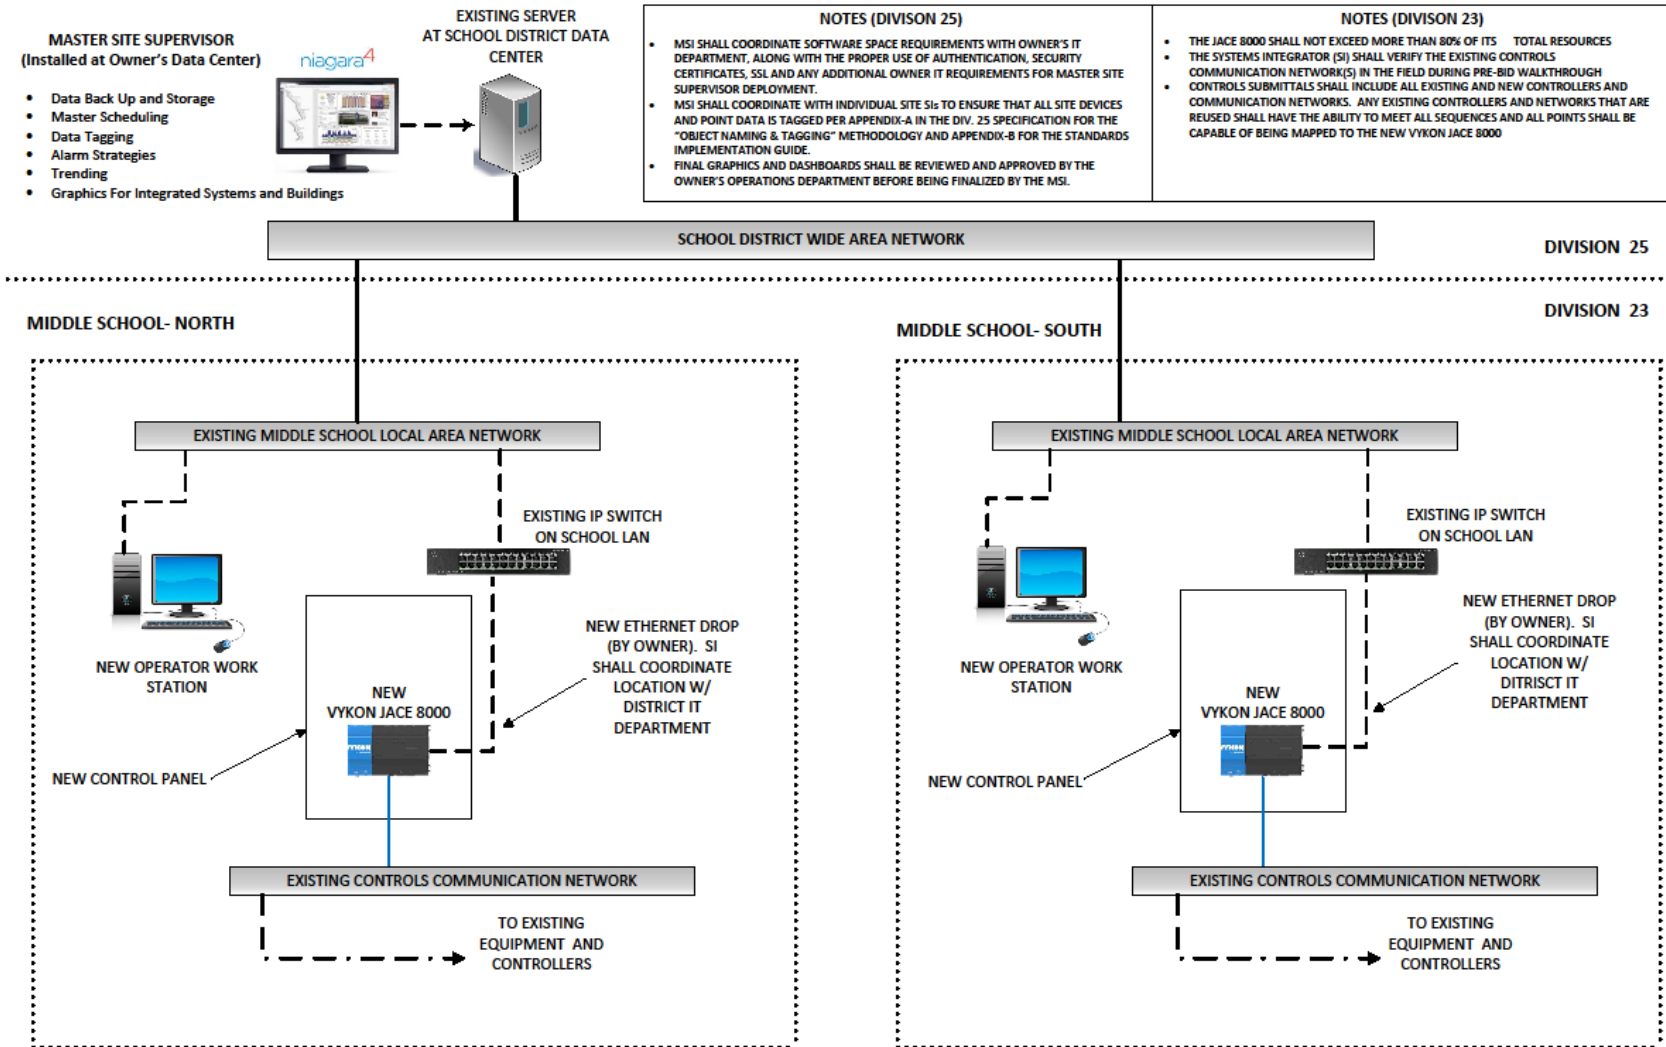 MASTER SITE SUPERVISOR
(Installed at Owner's Data Center)
• Data Back Up and Storage
• Master Scheduling
• Data Tagging
• Alarm Strategies
• Trending
• Graphics For Integrated Systems and Buildings
niagara4
EXISTING SERVER
AT SCHOOL DISTRICT DATA
CENTER
NOTES (DIVISON 25)
• MSI SHALL COORDINATE SOFTWARE SPACE REQUIREMENTS WITH OWNER'S IT
DEPARTMENT, ALONG WITH THE PROPER USE OF AUTHENTICATION, SECURITY
CERTIFICATES, SSL AND ANY ADDITIONAL OWNER IT REQUIREMENTS FOR MASTER SITE
SUPERVISOR DEPLOYMENT.
• MSI SHALL COORDINATE WITH INDIVIDUAL SITE SIs TO ENSURE THAT ALL SITE DEVICES
AND POINT DATA IS TAGGED PER APPENDIX-A IN THE DIV. 25 SPECIFICATION FOR THE
"OBJECT NAMING & TAGGING" METHODOLOGY AND APPENDIX-B FOR THE STANDARDS
IMPLEMENTATION GUIDE.
• FINAL GRAPHICS AND DASHBOARDS SHALL BE REVIEWED AND APPROVED BY THE
OWNER'S OPERATIONS DEPARTMENT BEFORE BEING FINALIZED BY THE MSI.
NOTES (DIVISON 23)
• THE JACE 8000 SHALL NOT EXCEED MORE THAN 80% OF ITS TOTAL RESOURCES
• THE SYSTEMS INTEGRATOR (SI) SHALL VERIFY THE EXISTING CONTROLS
COMMUNICATION NETWORK(S) IN THE FIELD DURING PRE-BID WALKTHROUGH
• CONTROLS SUBMITTALS SHALL INCLUDE ALL EXISTING AND NEW CONTROLLERS AND
COMMUNICATION NETWORKS. ANY EXISTING CONTROLLERS AND NETWORKS THAT ARE
REUSED SHALL HAVE THE ABILITY TO MEET ALL SEQUENCES AND ALL POINTS SHALL BE
CAPABLE OF BEING MAPPED TO THE NEW VYKON JACE 8000
SCHOOL DISTRICT WIDE AREA NETWORK
DIVISION 25
DIVISION 23
MIDDLE SCHOOL- NORTH
EXISTING MIDDLE SCHOOL LOCAL AREA NETWORK
EXISTING IP SWITCH
ON SCHOOL LAN
NEW OPERATOR WORK
STATION
NEW ETHERNET DROP
(BY OWNER). SI
SHALL COORDINATE
LOCATION W/
DISTRICT IT
DEPARTMENT
NEW
VYKON JACE 8000
NEW CONTROL PANEL
EXISTING CONTROLS COMMUNICATION NETWORK
TO EXISTING
EQUIPMENT AND
CONTROLLERS
MIDDLE SCHOOL- SOUTH
EXISTING MIDDLE SCHOOL LOCAL AREA NETWORK
EXISTING IP SWITCH
ON SCHOOL LAN
NEW OPERATOR WORK
STATION
NEW ETHERNET DROP
(BY OWNER). SI
SHALL COORDINATE
LOCATION W/
DITRISCT IT
DEPARTMENT
NEW
VYKON JACE 8000
NEW CONTROL PANEL
EXISTING CONTROLS COMMUNICATION NETWORK
TO EXISTING
EQUIPMENT AND
CONTROLLERS